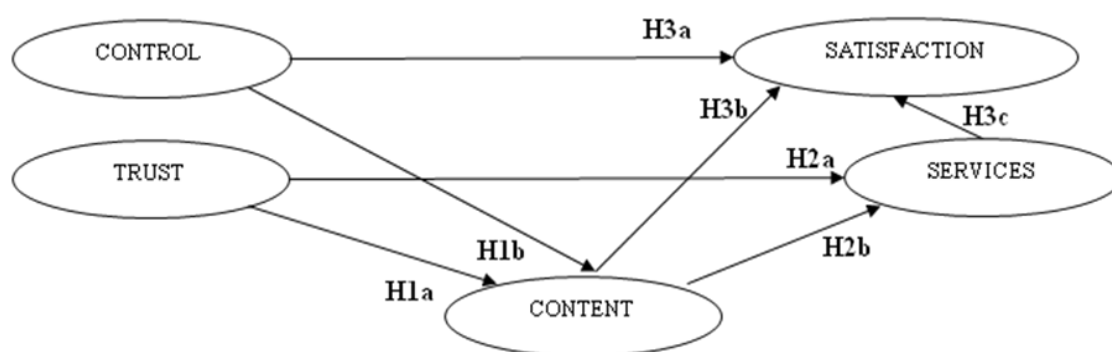 H3a
CONTROL
SATISFACTION
H3b
H3c
TRUST
H2a
SERVICES
H1b
H2b
H1a
CONTENT